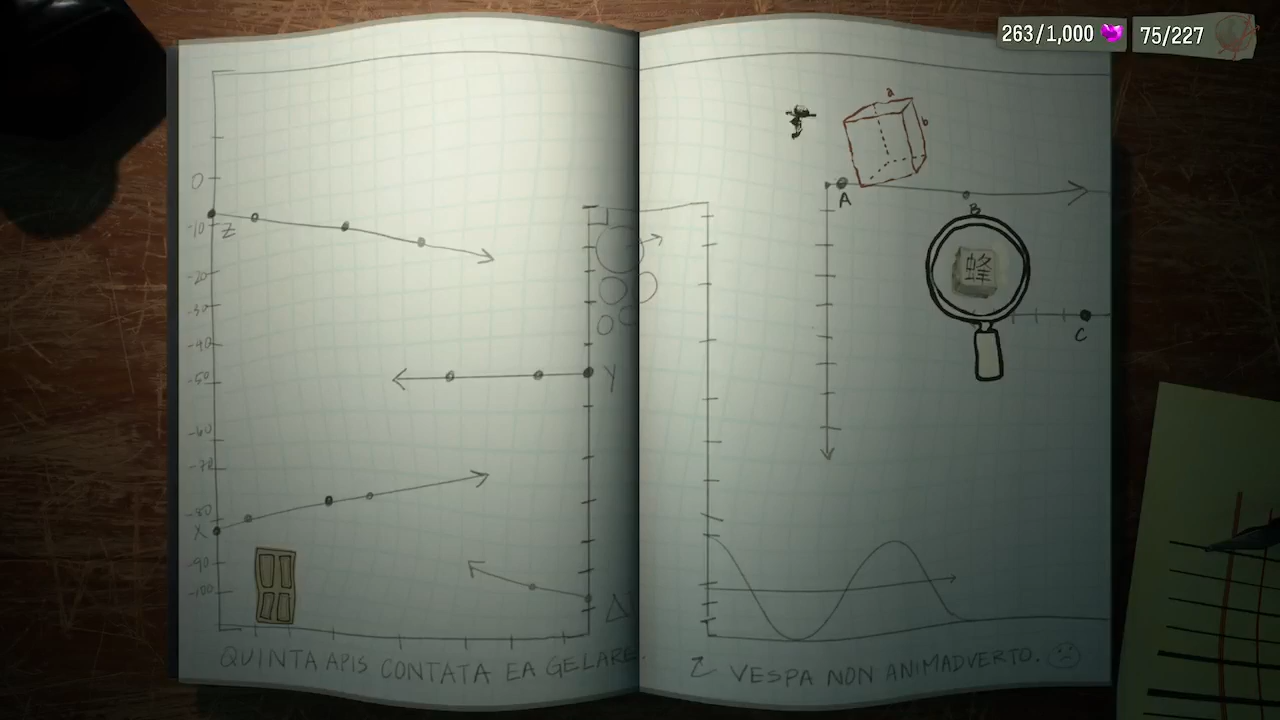 263/1,000
75/227
0
-10
-20
-30
-40
-50
-60
-70
-80
-90
-100
Z
Y
X
Δ
a
b
A
B
C
蜂
QUINTA APIS CONTATA EA GELARE.
Z VESPA NON ANIMADVERTO.